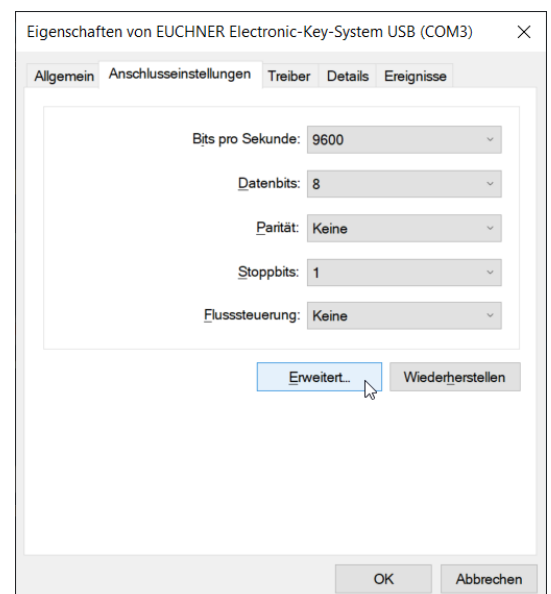 Eigenschaften von EUCHNER Electronic-Key-System USB (COM3)
Allgemein Anschlusseinstellungen Treiber Details Ereignisse
Bits pro Sekunde: 9600
Datenbits: 8
Parität: Keine
Stoppbits: 1
Flusssteuerung: Keine
Erweitert... Wiederherstellen
OK Abbrechen